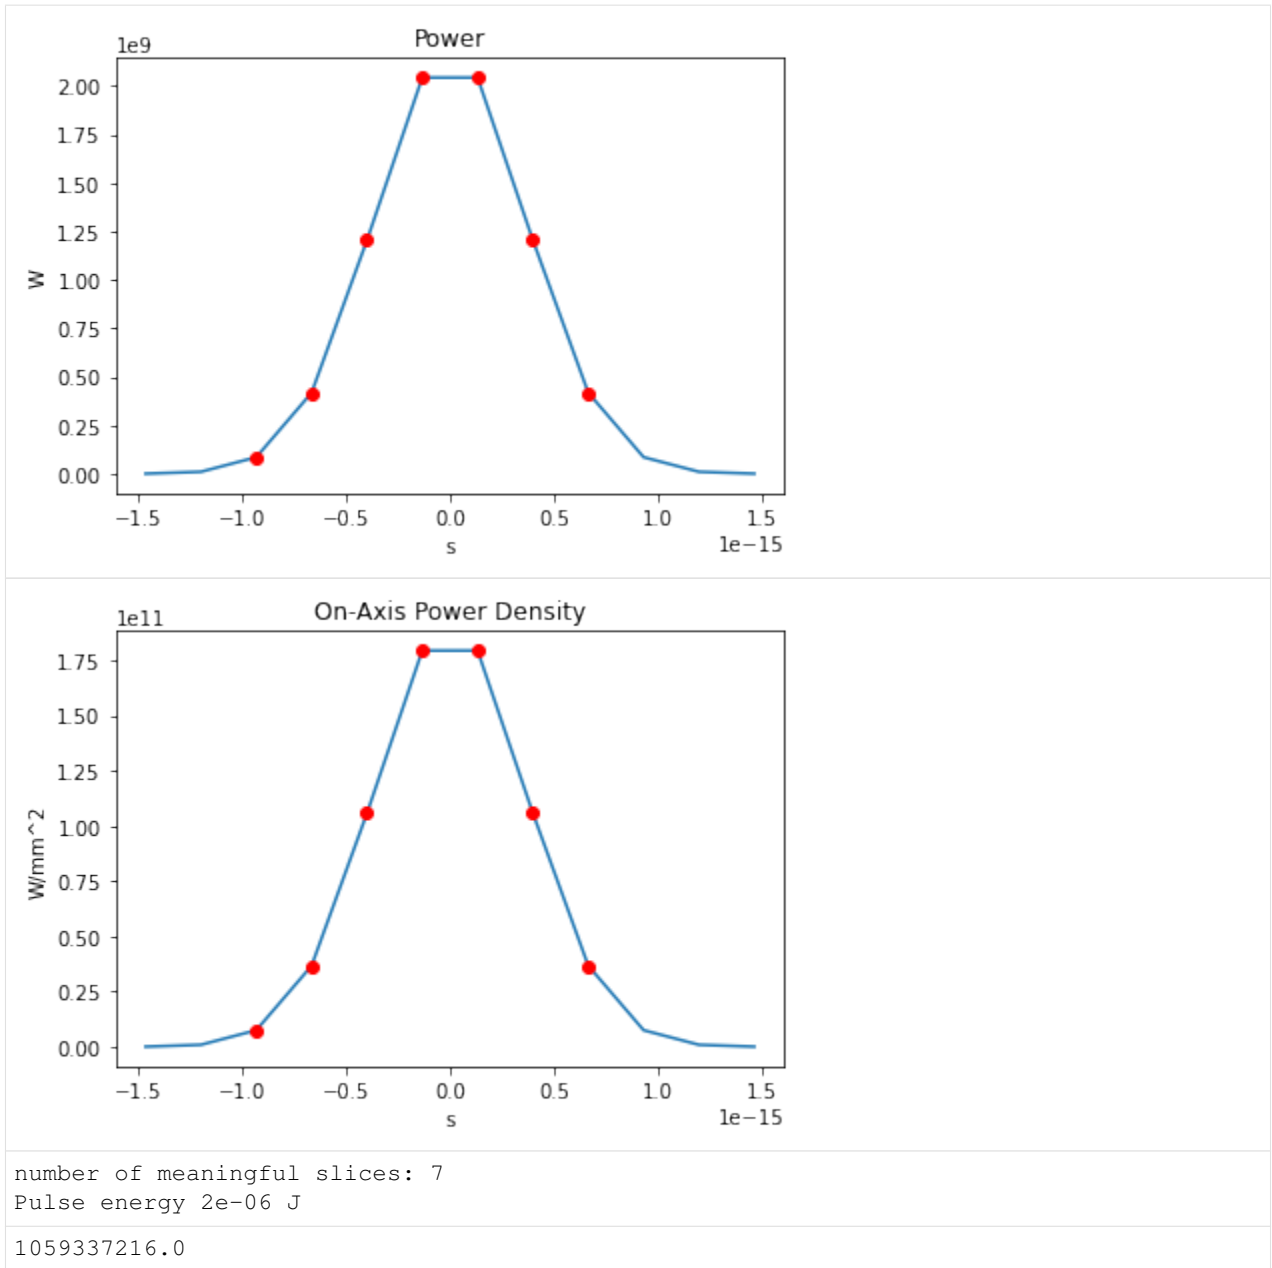 Power
1e9
2.00
1.75
1.50
1.25
1.00
0.75
0.50
0.25
0.00
W
−1.5 −1.0 −0.5 0.0 0.5 1.0 1.5
s
1e−15
On-Axis Power Density
1e11
1.75
1.50
1.25
1.00
0.75
0.50
0.25
0.00
W/mm^2
−1.5 −1.0 −0.5 0.0 0.5 1.0 1.5
s
1e−15
number of meaningful slices: 7
Pulse energy 2e-06 J
1059337216.0